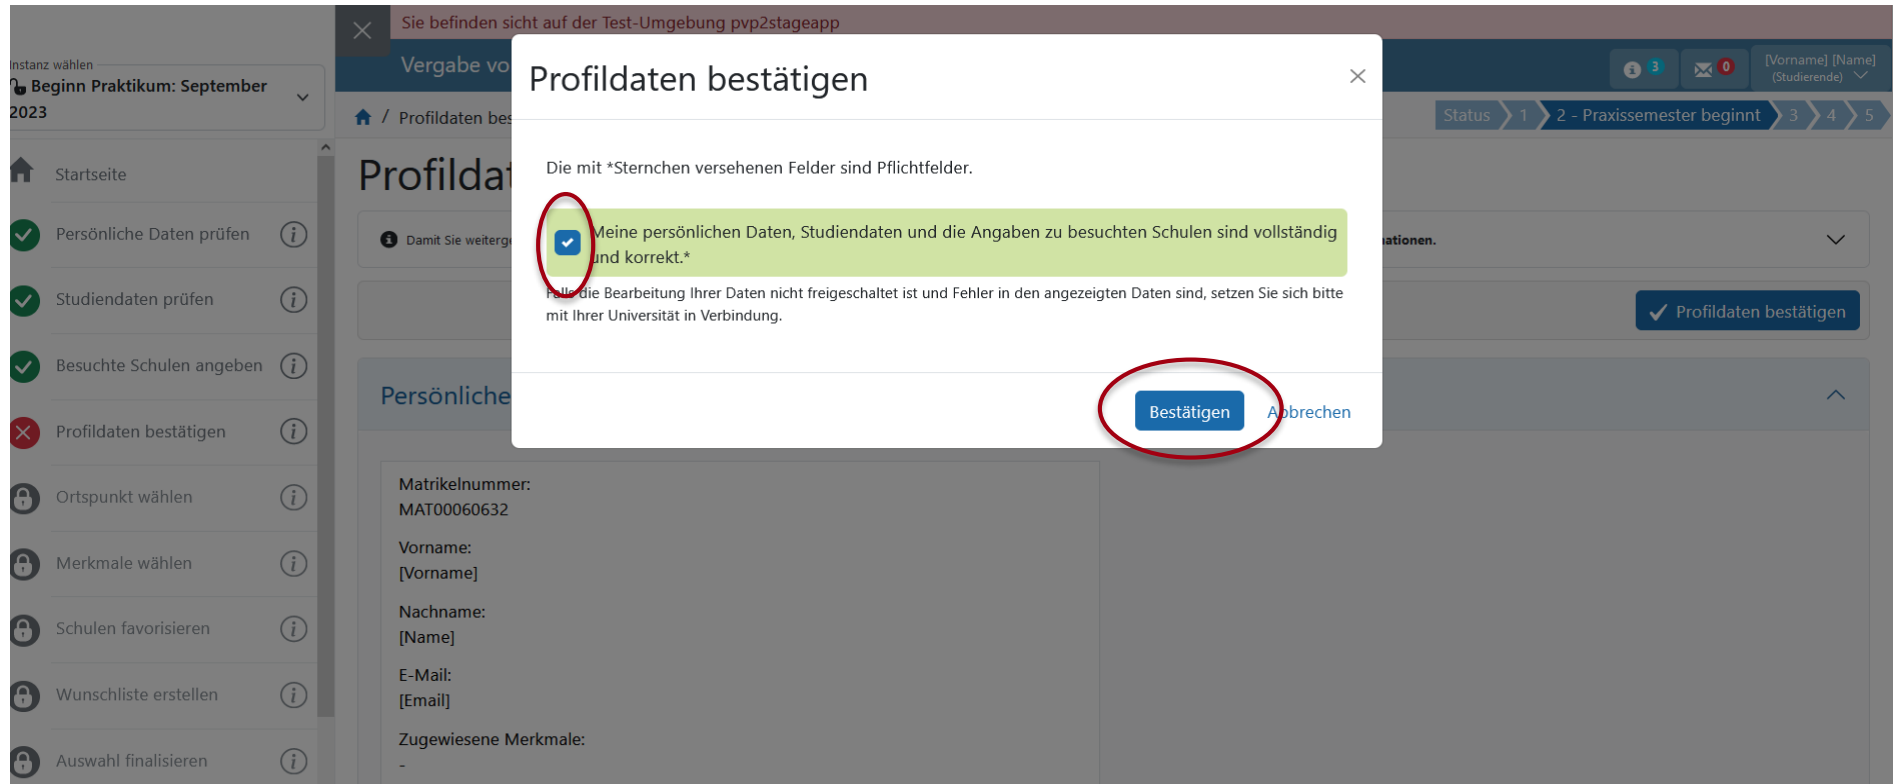 Sie befinden sicht auf der Test-Umgebung pvp2stageapp
Instanz wählen
Beginn Praktikum: September
2023
Vergabe vo
3
0
[Vorname] [Name]
(Studierende)
/ Profildaten bes
Status 1 2 - Praxissemester beginnt 3 4 5
Startseite
Persönliche Daten prüfen
Studiendaten prüfen
Besuchte Schulen angeben
Profildaten bestätigen
Ortspunkt wählen
Merkmale wählen
Schulen favorisieren
Wunschliste erstellen
Auswahl finalisieren
Profildat
Damit Sie weiterge
ationen.
Profildaten bestätigen
Persönliche
Profildaten bestätigen
Die mit *Sternchen versehenen Felder sind Pflichtfelder.
Meine persönlichen Daten, Studiendaten und die Angaben zu besuchten Schulen sind vollständig
und korrekt.*
Falls die Bearbeitung Ihrer Daten nicht freigeschaltet ist und Fehler in den angezeigten Daten sind, setzen Sie sich bitte
mit Ihrer Universität in Verbindung.
Bestätigen Abbrechen
Matrikelnummer:
MAT00060632
Vorname:
[Vorname]
Nachname:
[Name]
E-Mail:
[Email]
Zugewiesene Merkmale:
-